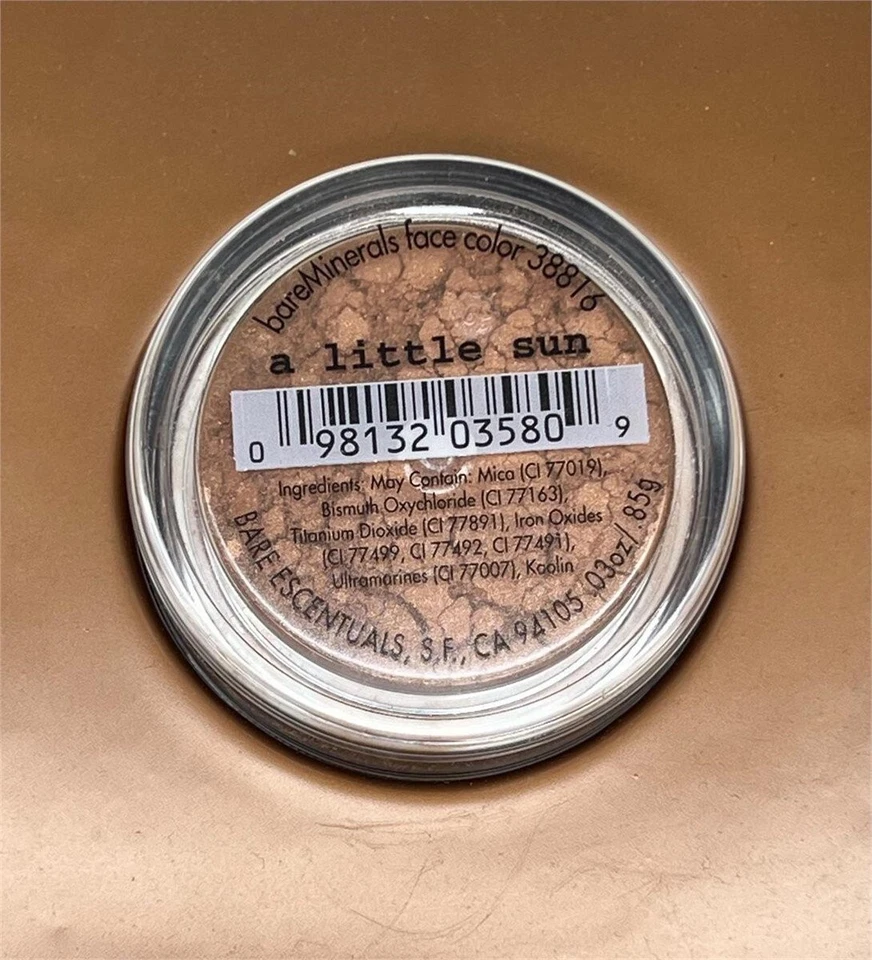 bareMinerals face color 38816
a little sun
0 98132 03580 9
Ingredients: May Contain: Mica (CI 77019),
Bismuth Oxychloride (CI 77163),
Titanium Dioxide (CI 77891), Iron Oxides
(CI 77499, CI 77492, CI 77491),
Ultramarines (CI 77007), Kaolin
BARE ESCENTUALS, S.F., CA 94105 .03oz/.85g